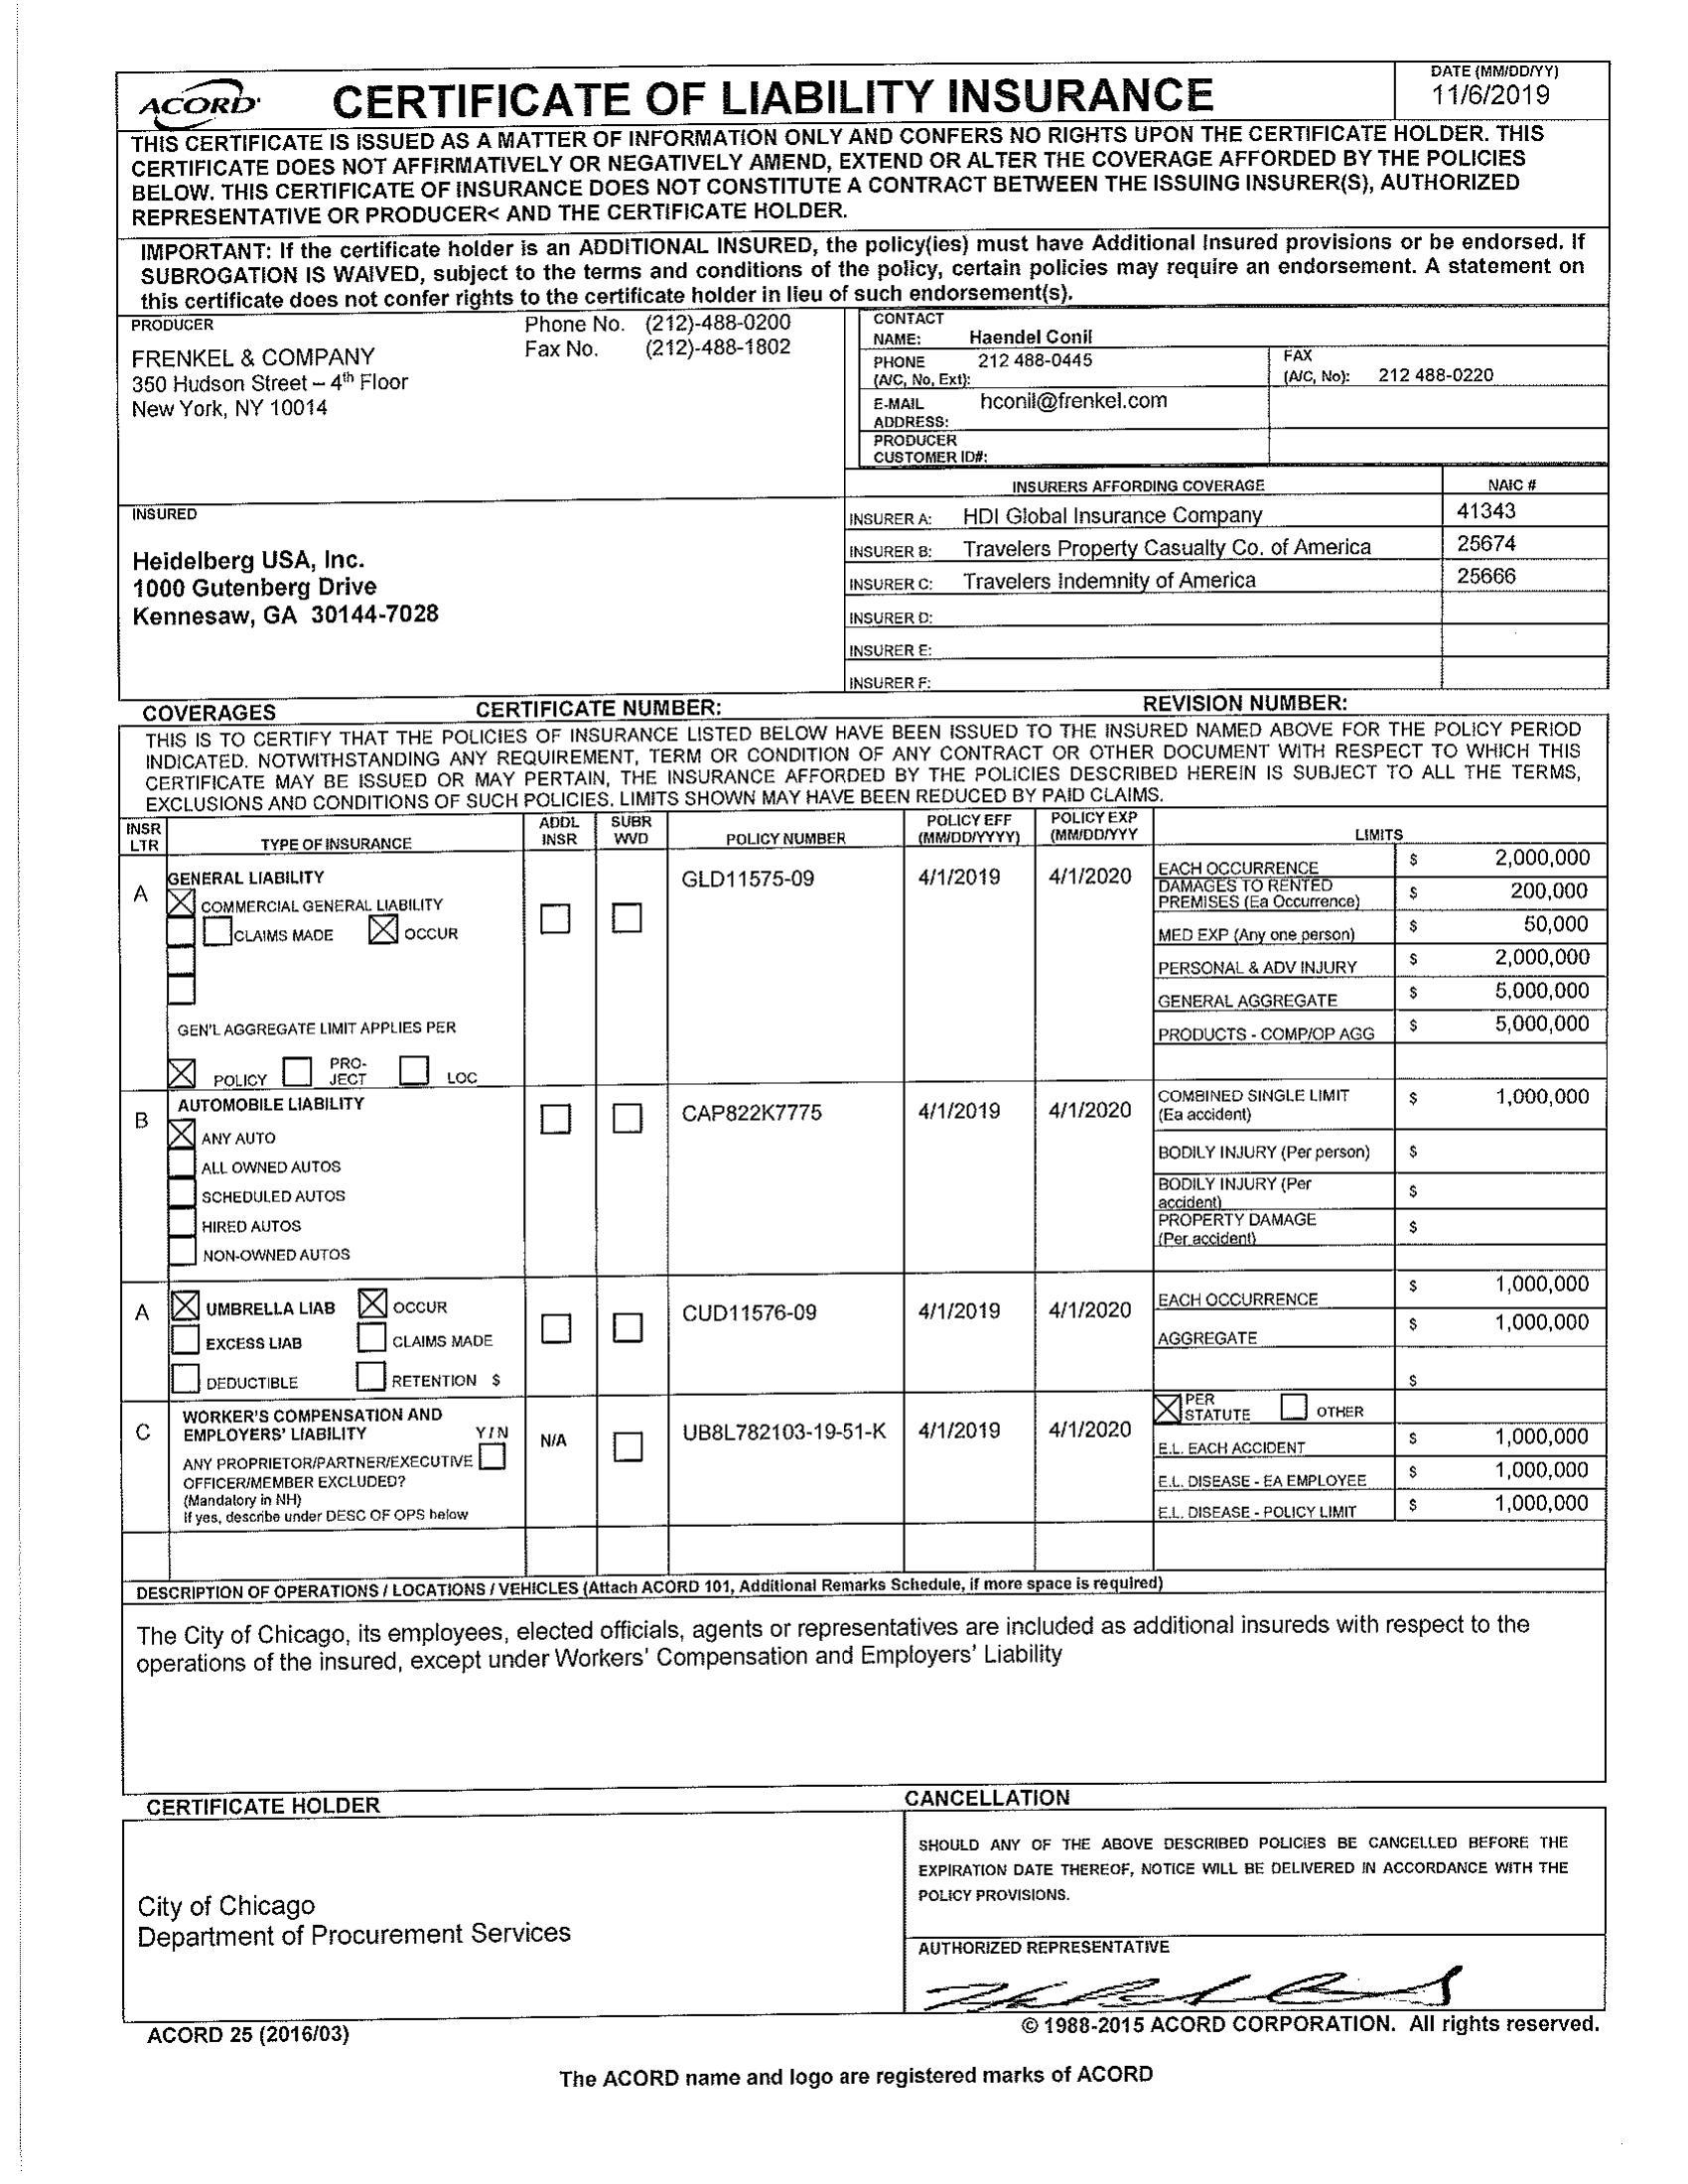 ACORD
CERTIFICATE OF LIABILITY INSURANCE
DATE (MM/DD/YY)
11/6/2019
THIS CERTIFICATE IS ISSUED AS A MATTER OF INFORMATION ONLY AND CONFERS NO RIGHTS UPON THE CERTIFICATE HOLDER. THIS
CERTIFICATE DOES NOT AFFIRMATIVELY OR NEGATIVELY AMEND, EXTEND OR ALTER THE COVERAGE AFFORDED BY THE POLICIES
BELOW. THIS CERTIFICATE OF INSURANCE DOES NOT CONSTITUTE A CONTRACT BETWEEN THE ISSUING INSURER(S), AUTHORIZED
REPRESENTATIVE OR PRODUCER< AND THE CERTIFICATE HOLDER.
IMPORTANT: If the certificate holder is an ADDITIONAL INSURED, the policy(ies) must have Additional Insured provisions or be endorsed. If
SUBROGATION IS WAIVED, subject to the terms and conditions of the policy, certain policies may require an endorsement. A statement on
this certificate does not confer rights to the certificate holder in lieu of such endorsement(s).
PRODUCER
Phone No. (212)-488-0200
Fax No. (212)-488-1802
FRENKEL & COMPANY
350 Hudson Street – 4th Floor
New York, NY 10014
CONTACT
NAME: Haendel Conil
PHONE 212 488-0445
(A/C, No, Ext):
FAX
(A/C, No): 212 488-0220
E-MAIL hconil@frenkel.com
ADDRESS:
PRODUCER
CUSTOMER ID#:
INSURERS AFFORDING COVERAGE NAIC #
INSURED
Heidelberg USA, Inc.
1000 Gutenberg Drive
Kennesaw, GA 30144-7028
INSURER A: HDI Global Insurance Company 41343
INSURER B: Travelers Property Casualty Co. of America 25674
INSURER C: Travelers Indemnity of America 25666
INSURER D:
INSURER E:
INSURER F:
COVERAGES CERTIFICATE NUMBER: REVISION NUMBER:
THIS IS TO CERTIFY THAT THE POLICIES OF INSURANCE LISTED BELOW HAVE BEEN ISSUED TO THE INSURED NAMED ABOVE FOR THE POLICY PERIOD
INDICATED. NOTWITHSTANDING ANY REQUIREMENT, TERM OR CONDITION OF ANY CONTRACT OR OTHER DOCUMENT WITH RESPECT TO WHICH THIS
CERTIFICATE MAY BE ISSUED OR MAY PERTAIN, THE INSURANCE AFFORDED BY THE POLICIES DESCRIBED HEREIN IS SUBJECT TO ALL THE TERMS,
EXCLUSIONS AND CONDITIONS OF SUCH POLICIES. LIMITS SHOWN MAY HAVE BEEN REDUCED BY PAID CLAIMS.
INSR
LTR
TYPE OF INSURANCE
ADDL
INSR
SUBR
WVD
POLICY NUMBER
POLICY EFF
(MM/DD/YYYY)
POLICY EXP
(MM/DD/YYY
LIMITS
A
GENERAL LIABILITY
COMMERCIAL GENERAL LIABILITY
CLAIMS MADE OCCUR
GEN'L AGGREGATE LIMIT APPLIES PER
POLICY PRO-
JECT LOC
GLD11575-09 4/1/2019 4/1/2020
EACH OCCURRENCE $ 2,000,000
DAMAGES TO RENTED
PREMISES (Ea Occurrence) $ 200,000
MED EXP (Any one person) $ 50,000
PERSONAL & ADV INJURY $ 2,000,000
GENERAL AGGREGATE $ 5,000,000
PRODUCTS - COMP/OP AGG $ 5,000,000
B
AUTOMOBILE LIABILITY
ANY AUTO
ALL OWNED AUTOS
SCHEDULED AUTOS
HIRED AUTOS
NON-OWNED AUTOS
CAP822K7775 4/1/2019 4/1/2020
COMBINED SINGLE LIMIT
(Ea accident) $ 1,000,000
BODILY INJURY (Per person) $
BODILY INJURY (Per
accident) $
PROPERTY DAMAGE
(Per accident) $
A
UMBRELLA LIAB OCCUR
EXCESS LIAB CLAIMS MADE
DEDUCTIBLE RETENTION $
CUD11576-09 4/1/2019 4/1/2020
EACH OCCURRENCE $ 1,000,000
AGGREGATE $ 1,000,000
$
C
WORKER'S COMPENSATION AND
EMPLOYERS' LIABILITY Y/N
ANY PROPRIETOR/PARTNER/EXECUTIVE
OFFICER/MEMBER EXCLUDED?
(Mandatory in NH)
If yes, describe under DESC OF OPS below
N/A
UB8L782103-19-51-K 4/1/2019 4/1/2020
PER
STATUTE OTHER
E.L. EACH ACCIDENT $ 1,000,000
E.L. DISEASE - EA EMPLOYEE $ 1,000,000
E.L. DISEASE - POLICY LIMIT $ 1,000,000
DESCRIPTION OF OPERATIONS / LOCATIONS / VEHICLES (Attach ACORD 101, Additional Remarks Schedule, if more space is required)
The City of Chicago, its employees, elected officials, agents or representatives are included as additional insureds with respect to the
operations of the insured, except under Workers' Compensation and Employers' Liability
CERTIFICATE HOLDER
CANCELLATION
City of Chicago
Department of Procurement Services
SHOULD ANY OF THE ABOVE DESCRIBED POLICIES BE CANCELLED BEFORE THE
EXPIRATION DATE THEREOF, NOTICE WILL BE DELIVERED IN ACCORDANCE WITH THE
POLICY PROVISIONS.
AUTHORIZED REPRESENTATIVE
ACORD 25 (2016/03)
© 1988-2015 ACORD CORPORATION. All rights reserved.
The ACORD name and logo are registered marks of ACORD